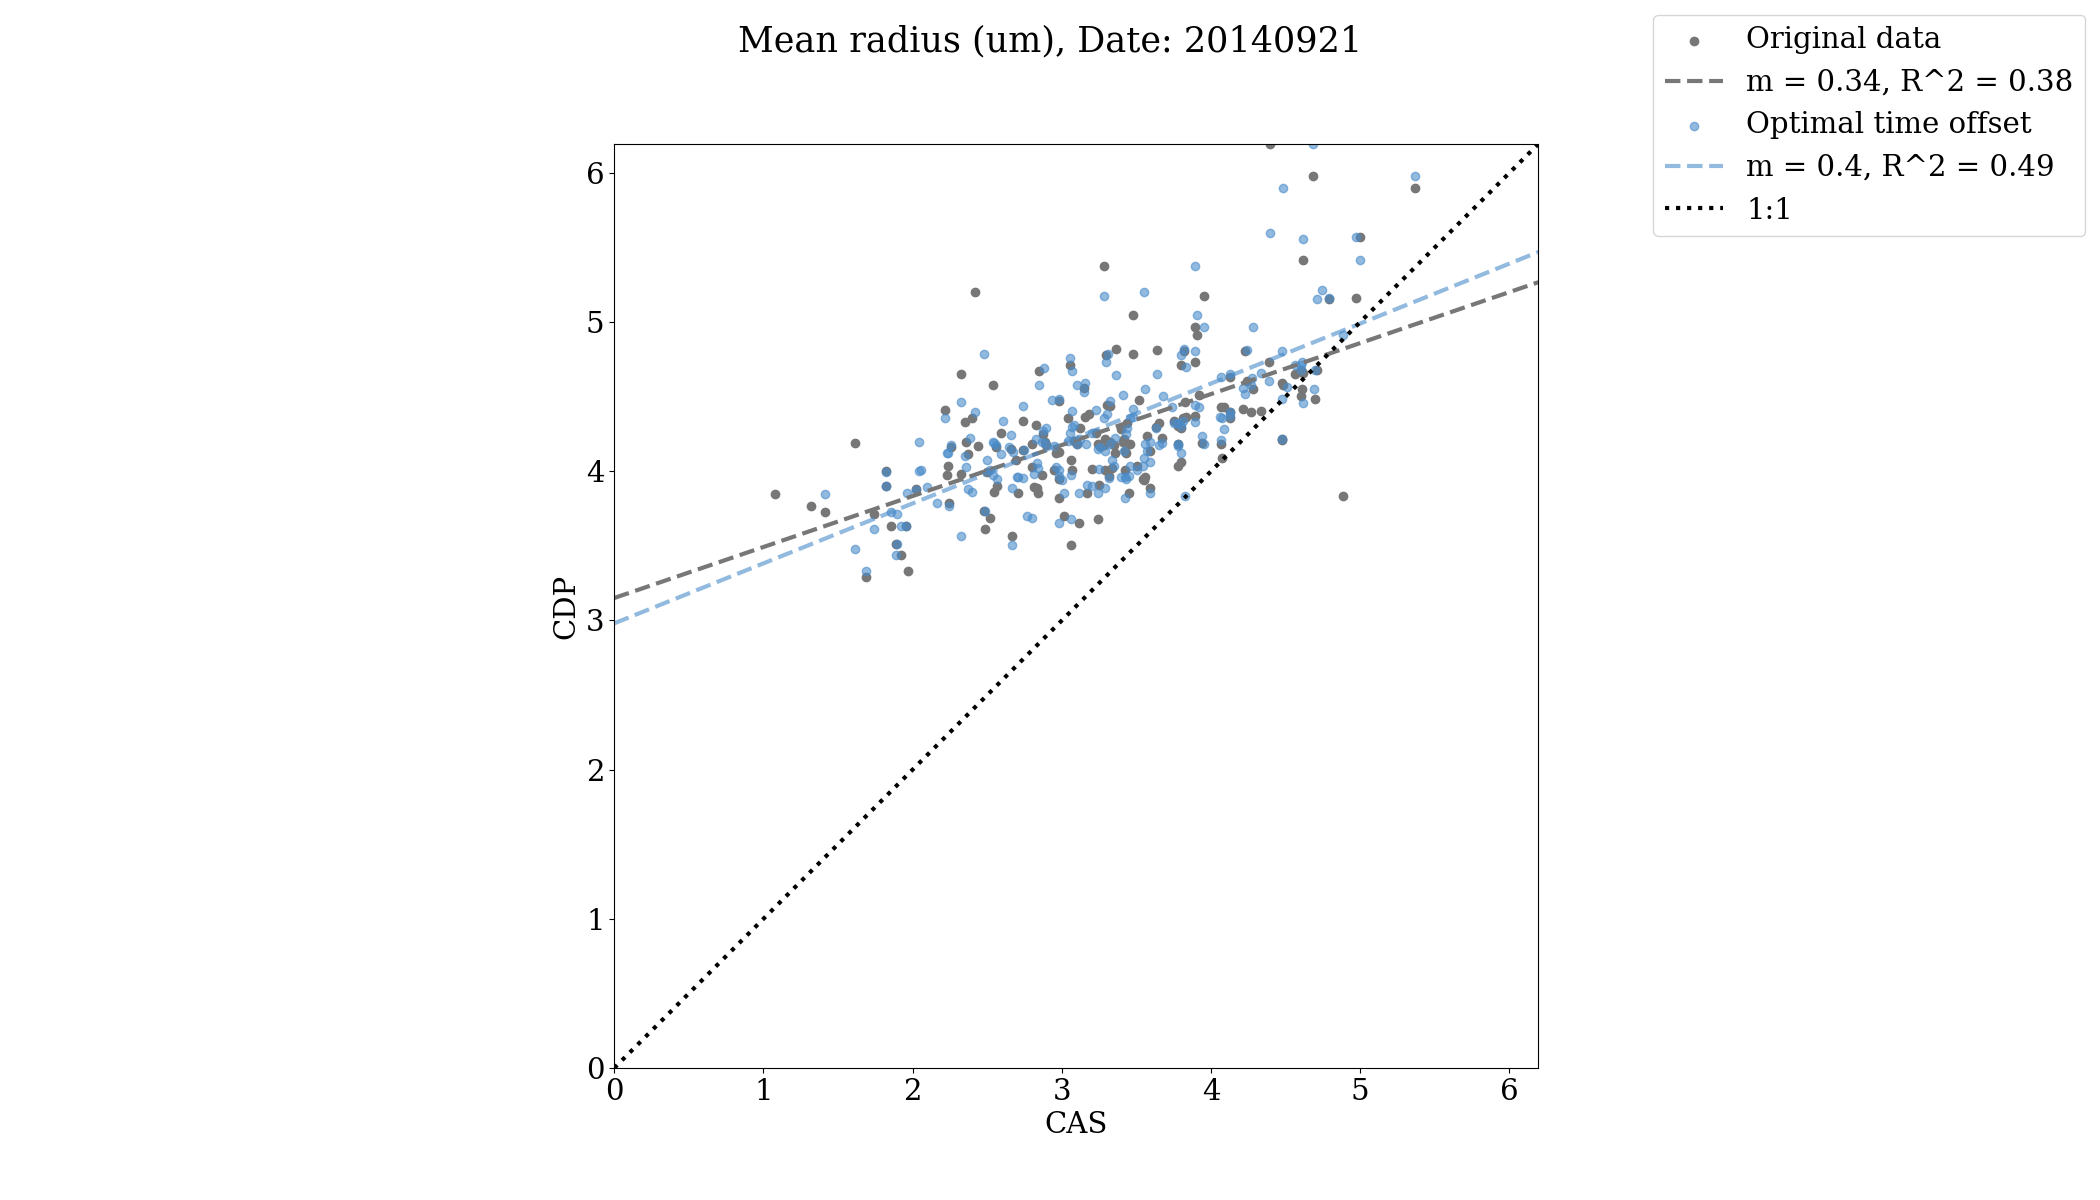 Mean radius (um), Date: 20140921
Original data
m = 0.34, R^2 = 0.38
Optimal time offset
m = 0.4, R^2 = 0.49
1:1
6
5
4
3
2
1
0
CDP
0 1 2 3 4 5 6
CAS